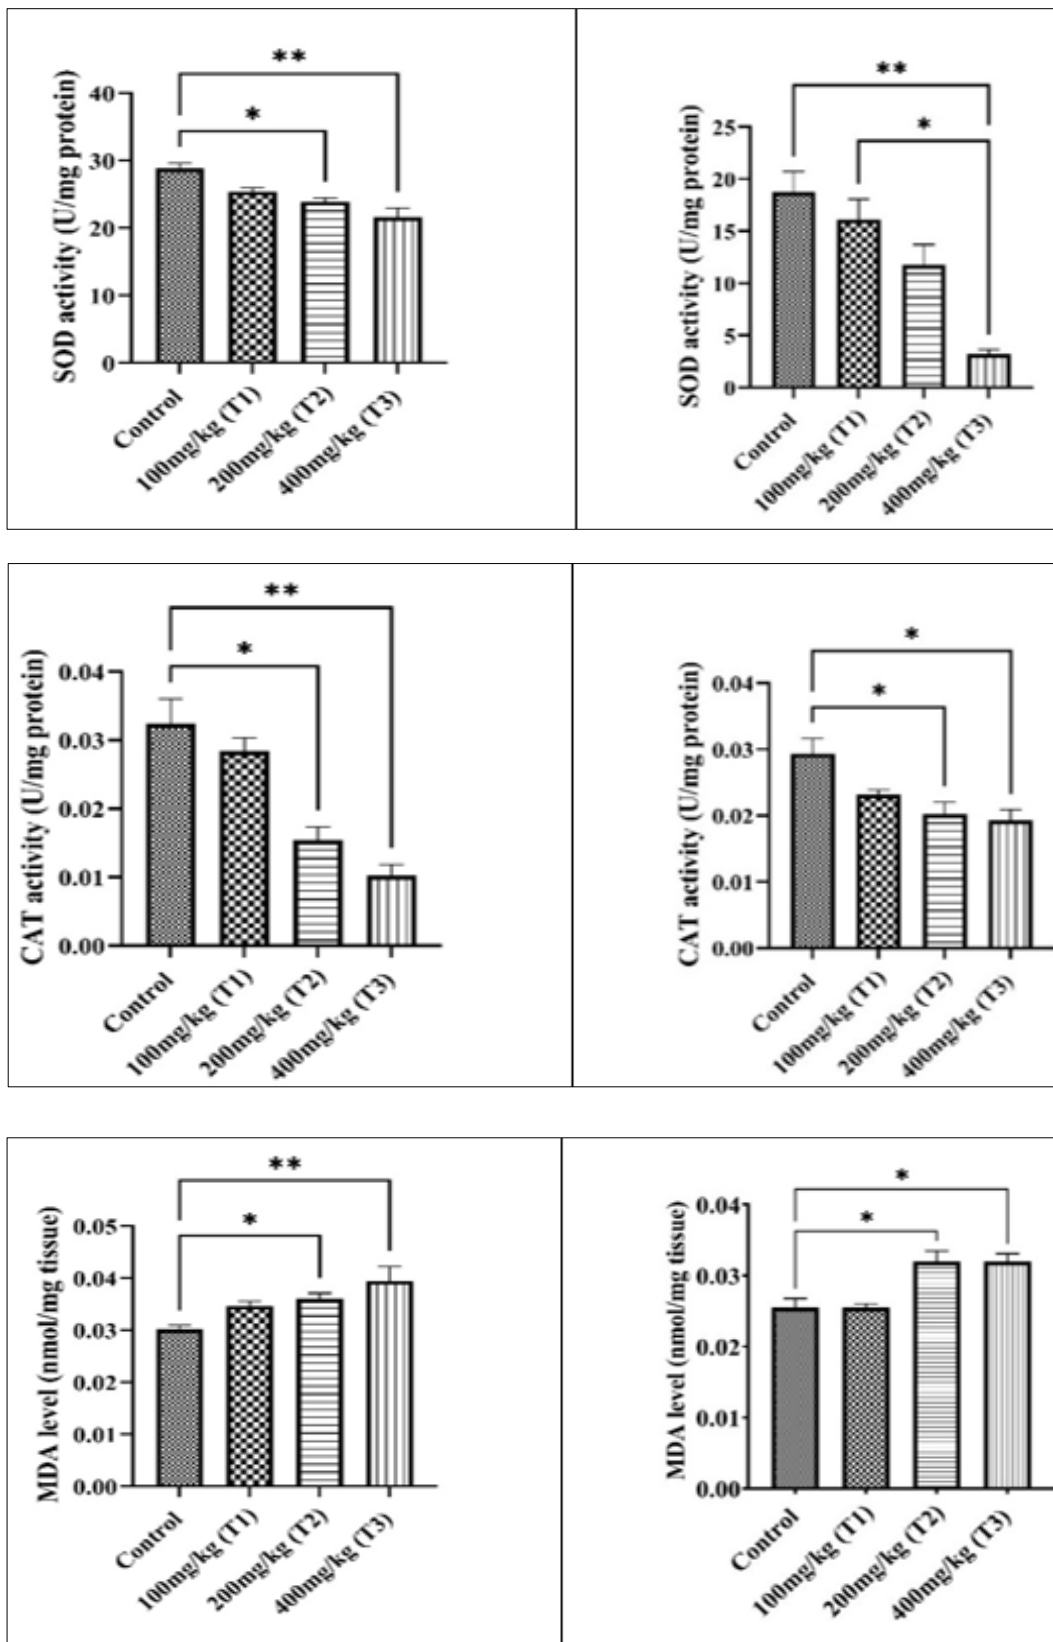 **
*
40
30
20
10
0
SOD activity (U/mg protein)
Control
100mg/kg (T1)
200mg/kg (T2)
400mg/kg (T3)
**
*
25
20
15
10
5
0
SOD activity (U/mg protein)
Control
100mg/kg (T1)
200mg/kg (T2)
400mg/kg (T3)
**
*
0.04
0.03
0.02
0.01
0.00
CAT activity (U/mg protein)
Control
100mg/kg (T1)
200mg/kg (T2)
400mg/kg (T3)
*
*
0.04
0.03
0.02
0.01
0.00
CAT activity (U/mg protein)
Control
100mg/kg (T1)
200mg/kg (T2)
400mg/kg (T3)
**
*
0.05
0.04
0.03
0.02
0.01
0.00
MDA level (nmol/mg tissue)
Control
100mg/kg (T1)
200mg/kg (T2)
400mg/kg (T3)
*
*
0.04
0.03
0.02
0.01
0.00
MDA level (nmol/mg tissue)
Control
100mg/kg (T1)
200mg/kg (T2)
400mg/kg (T3)